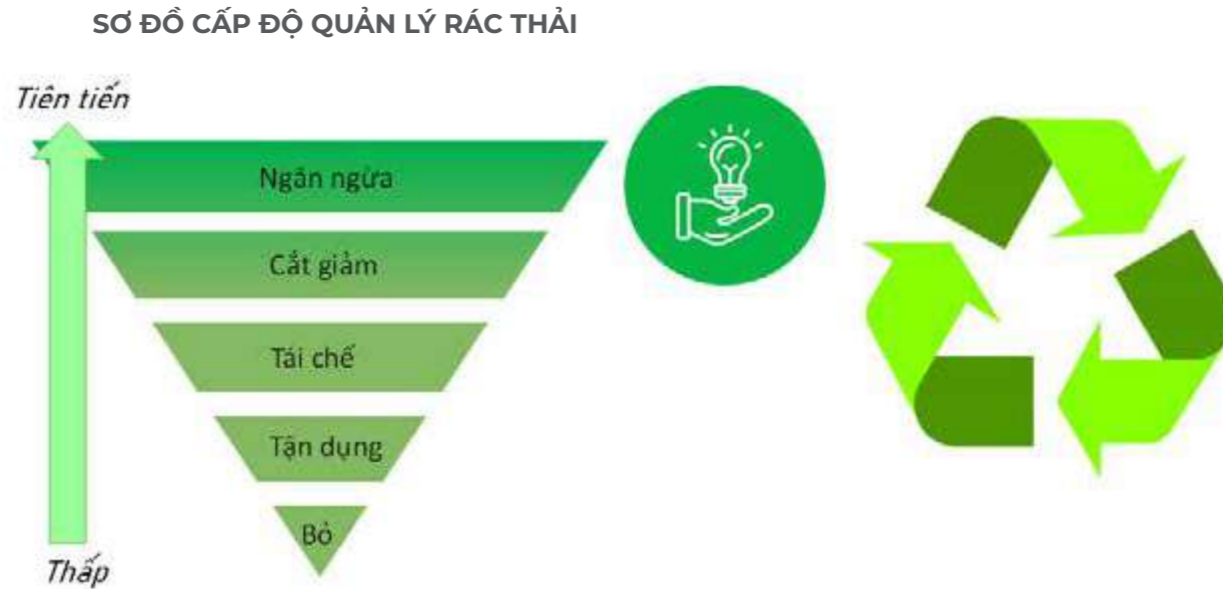 SƠ ĐỒ CẤP ĐỘ QUẢN LÝ RÁC THẢI
Tiên tiến
Ngăn ngừa
Cắt giảm
Tái chế
Tận dụng
Bỏ
Thấp